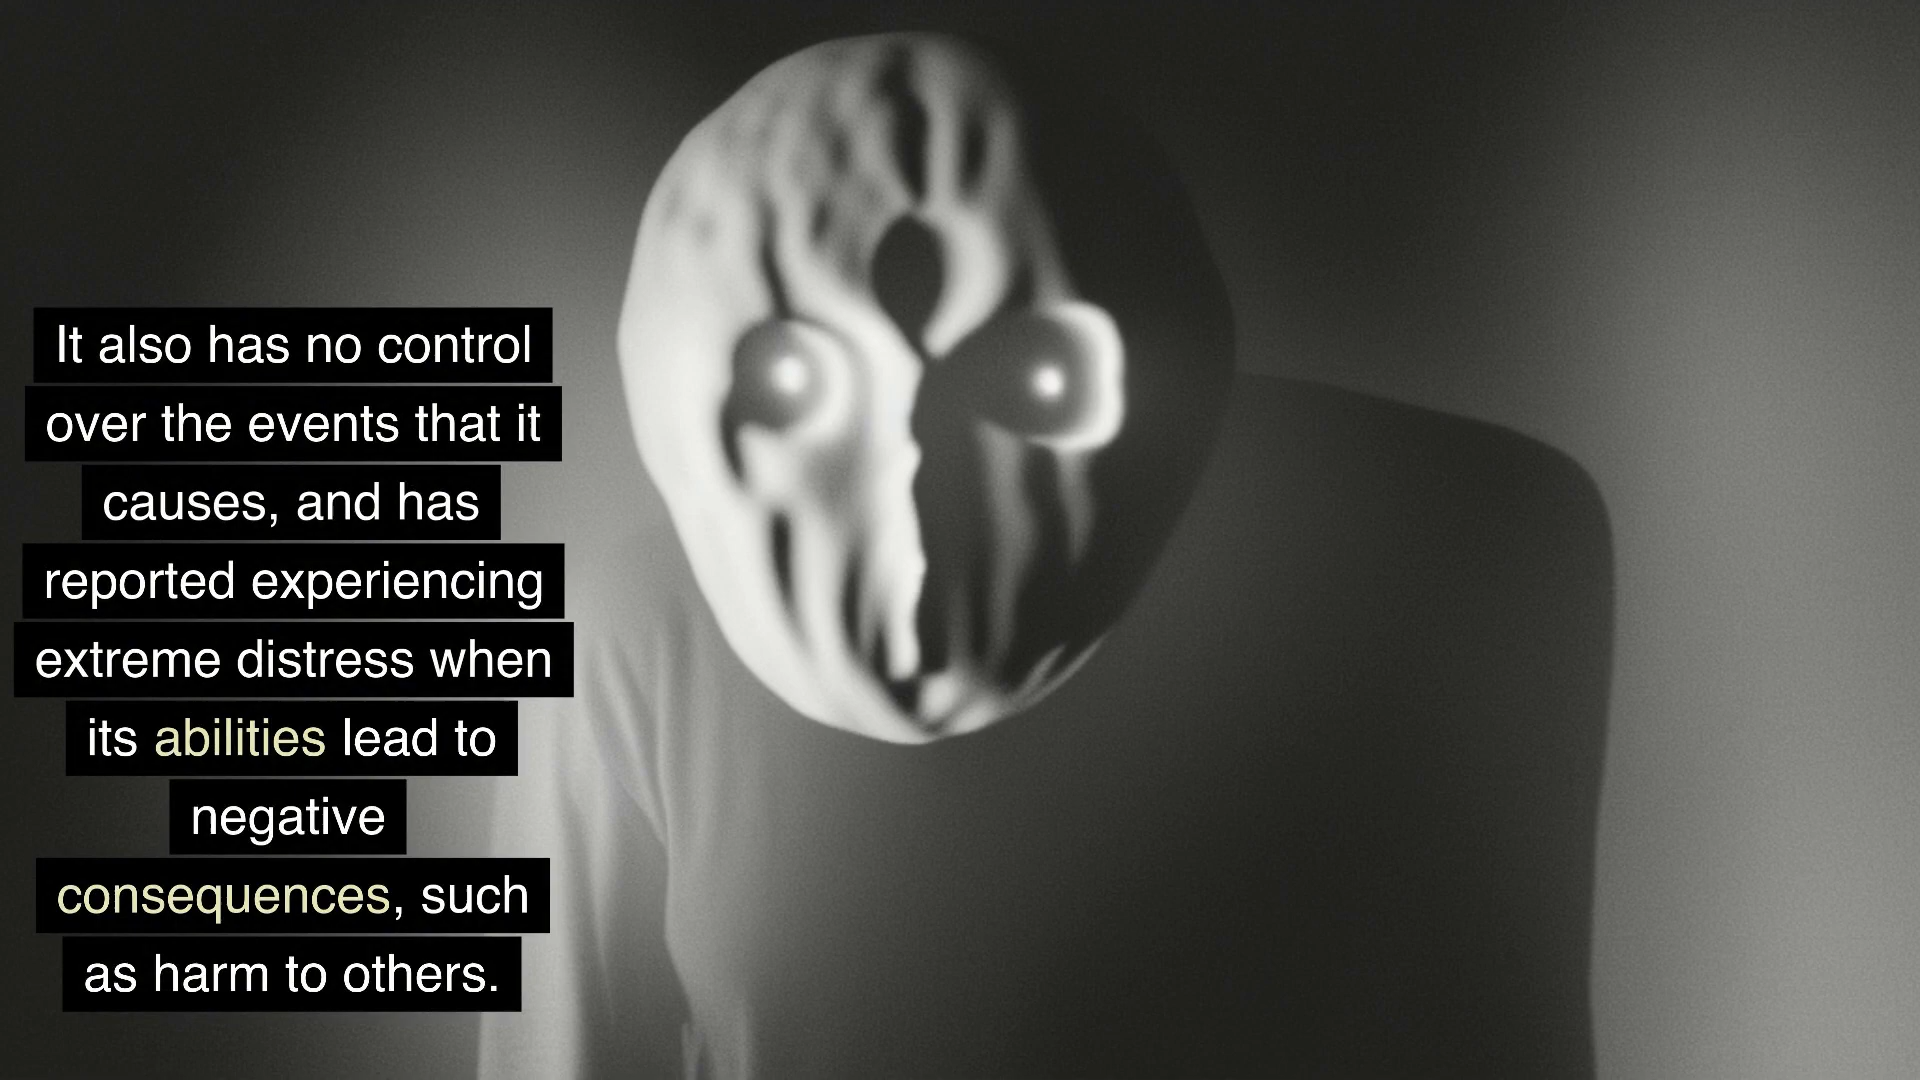 It also has no control
over the events that it
causes, and has
reported experiencing
extreme distress when
its abilities lead to
negative
consequences, such
as harm to others.